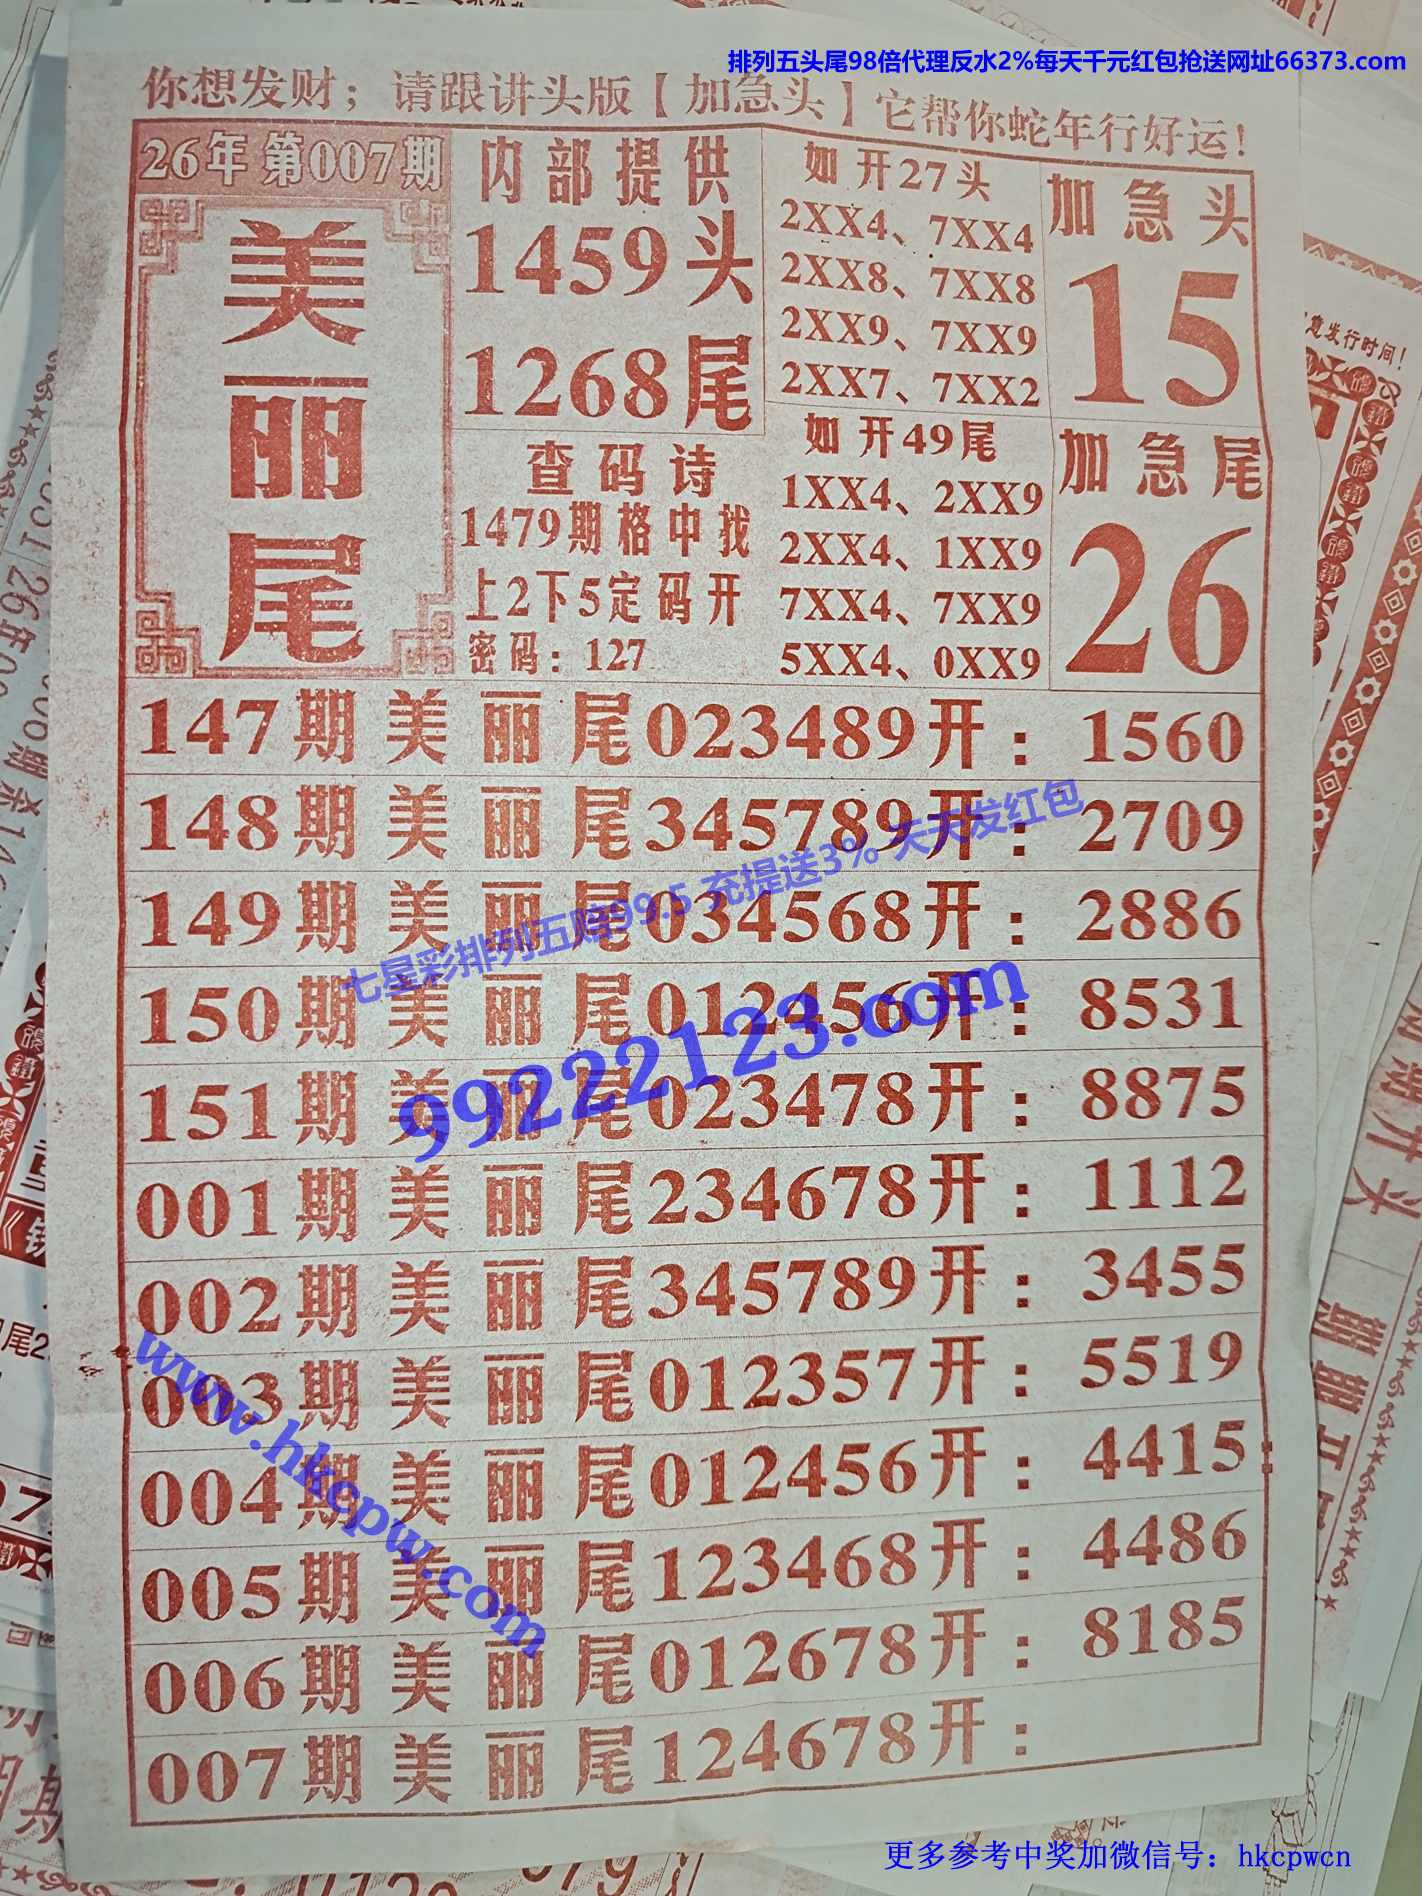 排列五头尾98倍代理反水2%每天千元红包抢送网址66373.com
你想发财；请跟讲头版【加急头】它帮你蛇年行好运！
26年第007期
美丽尾
内部提供
1459头
1268尾
查码诗
1479期格中找
上2下5定码开
密码：127
如开27头
2XX4、7XX4
2XX8、7XX8
2XX9、7XX9
2XX7、7XX2
如开49尾
1XX4、2XX9
2XX4、1XX9
7XX4、7XX9
5XX4、0XX9
加急头
15
加急尾
26
147期美丽尾023489开：1560
148期美丽尾345789开：2709
149期美丽尾034568开：2886
150期美丽尾012456开：8531
151期美丽尾023478开：8875
001期美丽尾234678开：1112
002期美丽尾345789开：3455
003期美丽尾012357开：5519
004期美丽尾012456开：4415
005期美丽尾123468开：4486
006期美丽尾012678开：8185
007期美丽尾124678开：
七星彩排列五赔99.5 充提送3% 天天发红包
99222123.com
www.hkcpw.com
更多参考中奖加微信号：hkcpwcn